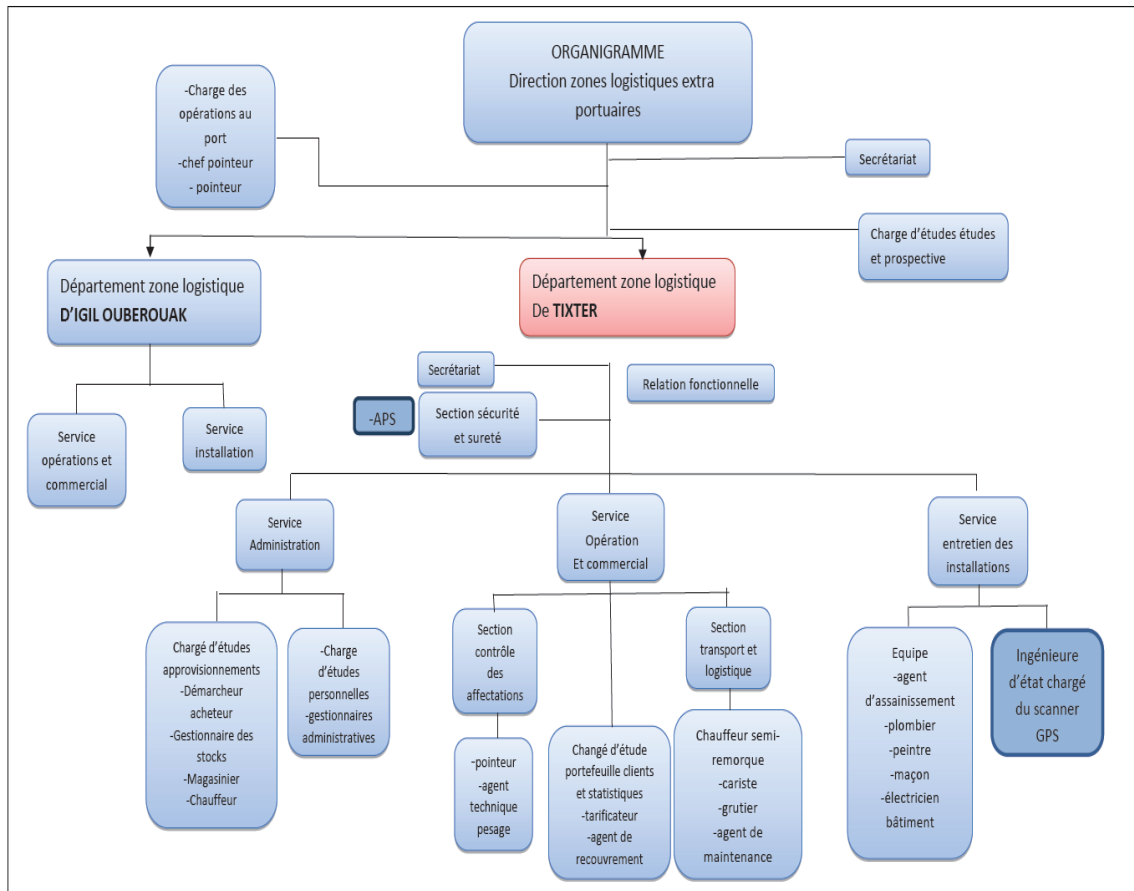 ORGANIGRAMME
Direction zones logistiques extra
portuaires
-Charge des
opérations au
port
-chef pointeur
- pointeur
Secrétariat
Charge d'études études
et prospective
Département zone logistique
D'IGIL OUBEROUAK
Département zone logistique
De TIXTER
Secrétariat
Relation fonctionnelle
-APS
Section sécurité
et sureté
Service
opérations et
commercial
Service
installation
Service
Administration
Service
Opération
Et commercial
Service
entretien des
installations
Chargé d'études
approvisionnements
-Démarcheur
acheteur
-Gestionnaire des
stocks
-Magasinier
-Chauffeur
-Charge
d'études
personnelles
-gestionnaires
administratives
Section
contrôle
des
affectations
Section
transport et
logistique
-pointeur
-agent
technique
pesage
Changé d'étude
portefeuille clients
et statistiques
-tarificateur
-agent de
recouvrement
Chauffeur semi-
remorque
-cariste
-grutier
-agent de
maintenance
Equipe
-agent
d'assainissement
-plombier
-peintre
-maçon
-électricien
bâtiment
Ingénieure
d'état chargé
du scanner
GPS